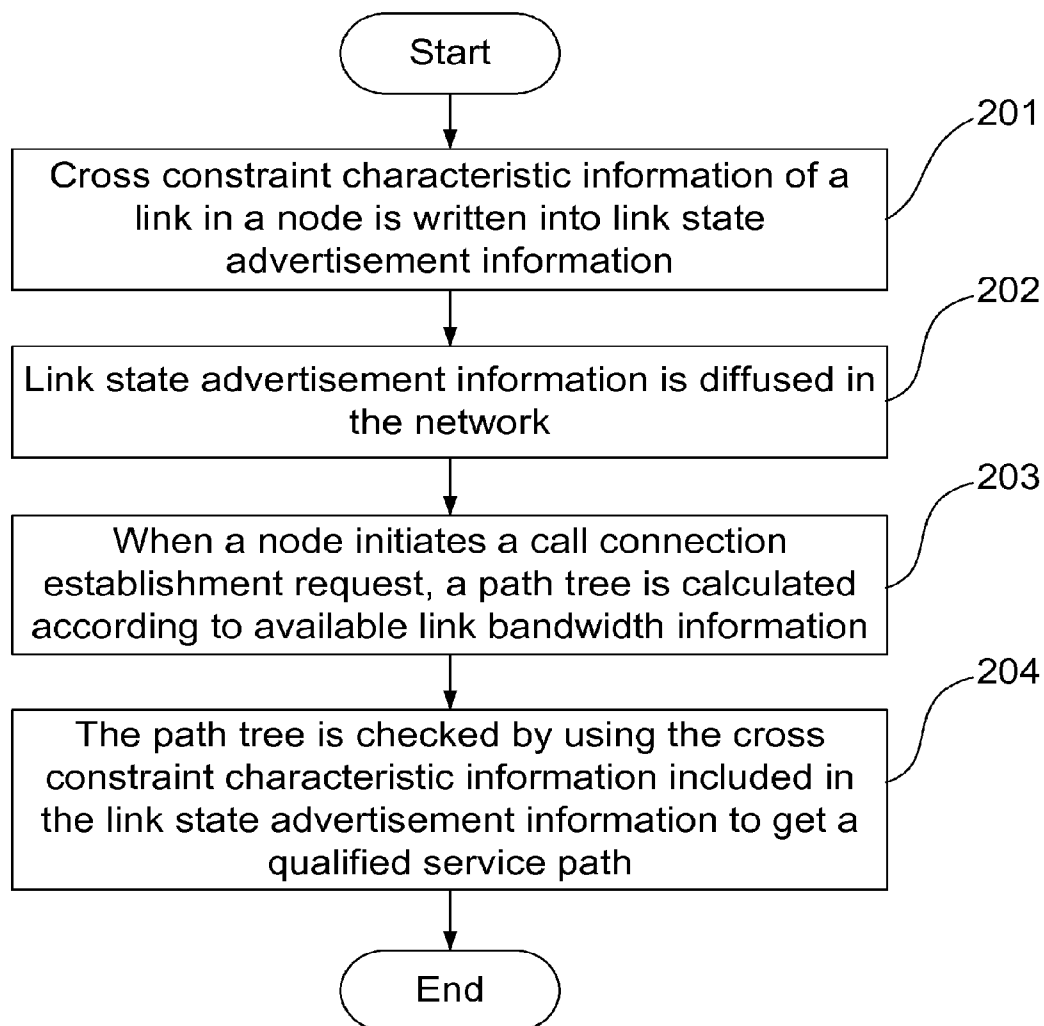 Start
201
Cross constraint characteristic information of a
link in a node is written into link state
advertisement information
202
Link state advertisement information is diffused in
the network
203
When a node initiates a call connection
establishment request, a path tree is calculated
according to available link bandwidth information
204
The path tree is checked by using the cross
constraint characteristic information included in
the link state advertisement information to get a
qualified service path
End